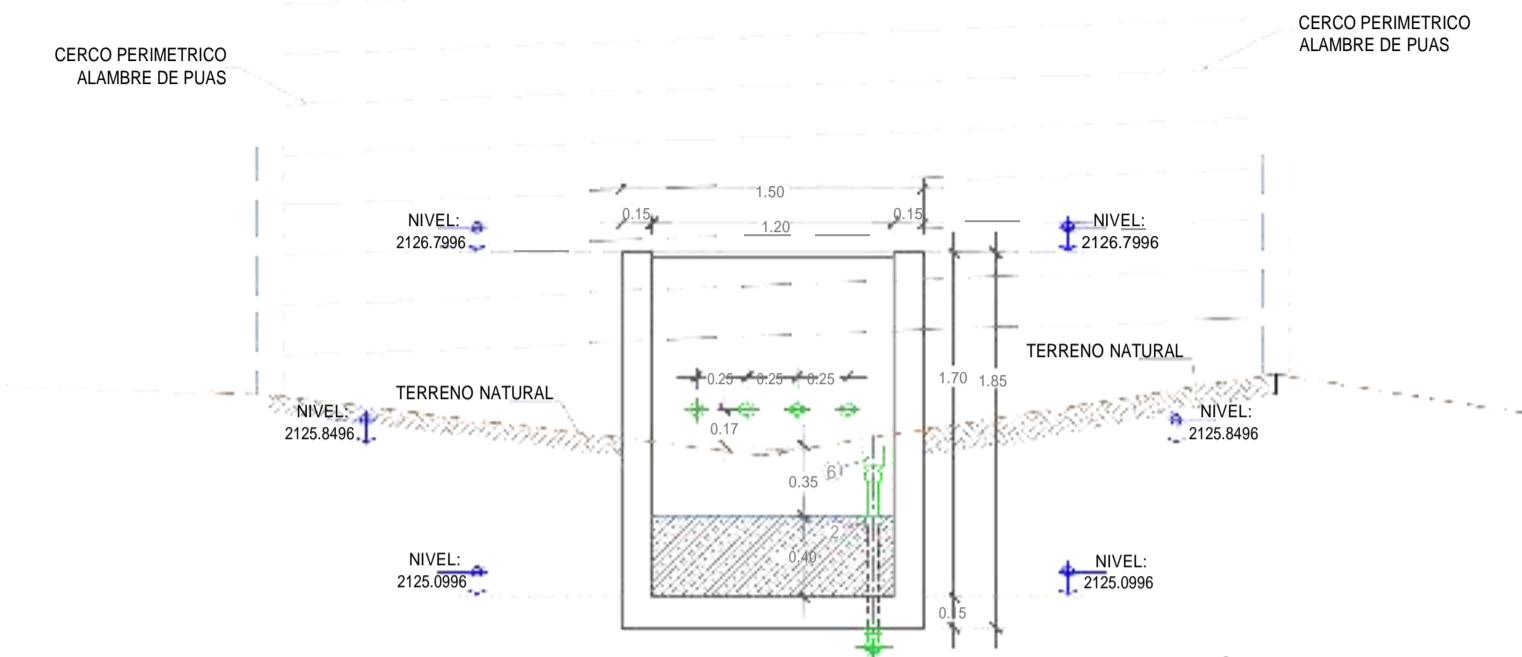 CERCO PERIMETRICO
ALAMBRE DE PUAS
CERCO PERIMETRICO
ALAMBRE DE PUAS
1.50
0.15
1.20
0.15
NIVEL:
2126.7996
NIVEL:
2126.7996
TERRENO NATURAL
TERRENO NATURAL
0.25
0.25
0.25
1.70
1.85
NIVEL:
2125.8496
0.17
NIVEL:
2125.8496
6
0.35
2
0.40
NIVEL:
2125.0996
NIVEL:
2125.0996
0.15